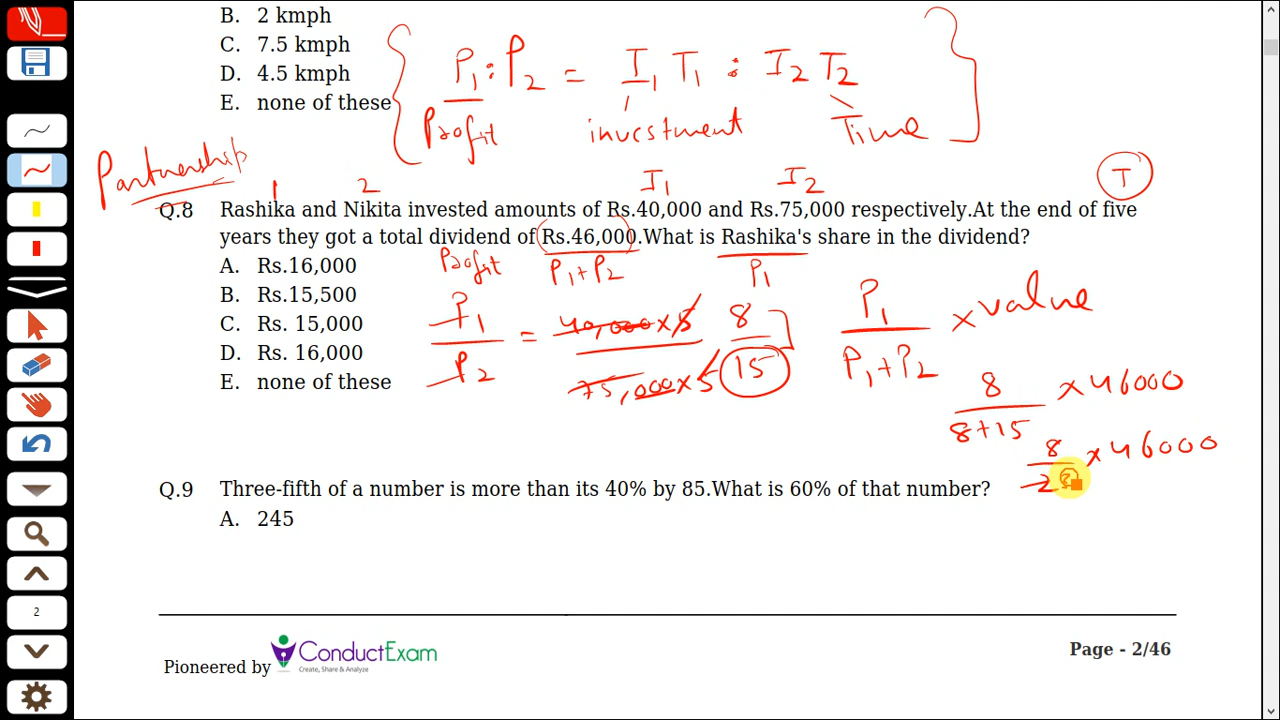 B. 2 kmph
C. 7.5 kmph
D. 4.5 kmph
E. none of these
P₁ : P₂ = I₁ T₁ : I₂ T₂
Profit investment Time
Partnership
1 2 I₁ I₂ T
Q.8 Rashika and Nikita invested amounts of Rs.40,000 and Rs.75,000 respectively.At the end of five
years they got a total dividend of Rs.46,000.What is Rashika's share in the dividend?
Profit P₁+P₂ P₁
A. Rs.16,000
B. Rs.15,500
C. Rs. 15,000
D. Rs. 16,000
E. none of these
P₁/P₂ = 40,000×5/75,000×5 8/15
P₁/P₁+P₂ × value
8/8+15 × 46000
8/23 × 46000
Q.9 Three-fifth of a number is more than its 40% by 85.What is 60% of that number?
A. 245
2
Pioneered by ConductExam
Create, Share & Analyze
Page - 2/46